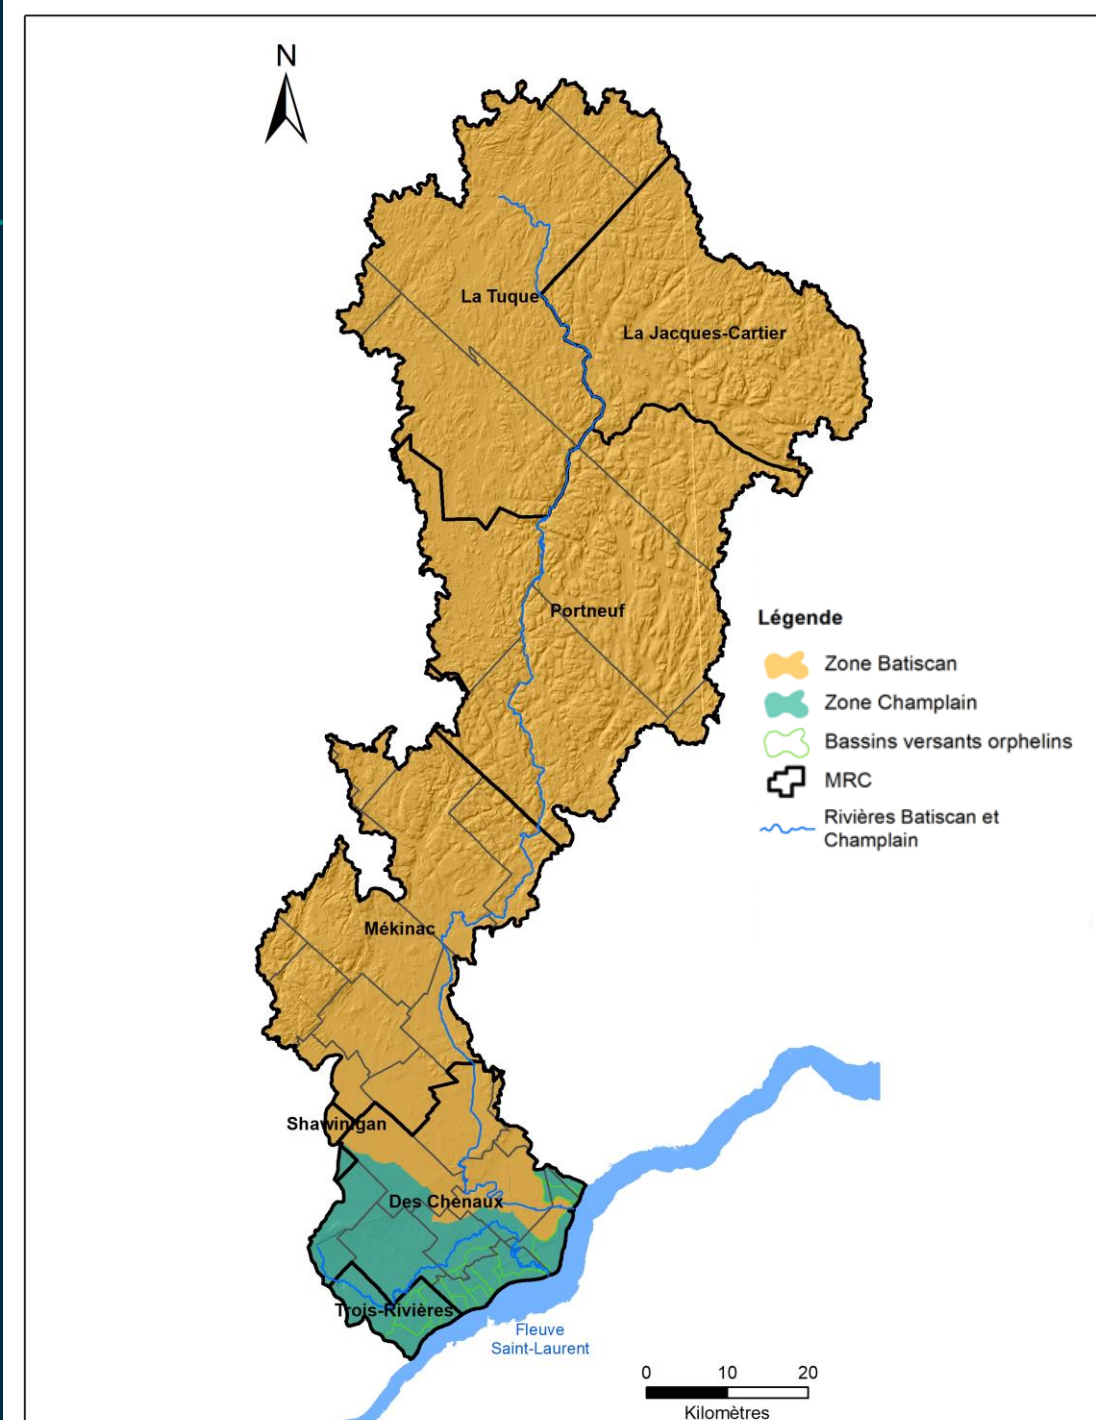 N
La Tuque
La Jacques-Cartier
Portneuf
Légende
Zone Batiscan
Zone Champlain
Bassins versants orphelins
MRC
Rivières Batiscan et
Champlain
Mékinac
Shawinigan
Des Chenaux
Trois-Rivières
Fleuve
Saint-Laurent
0 10 20
Kilomètres